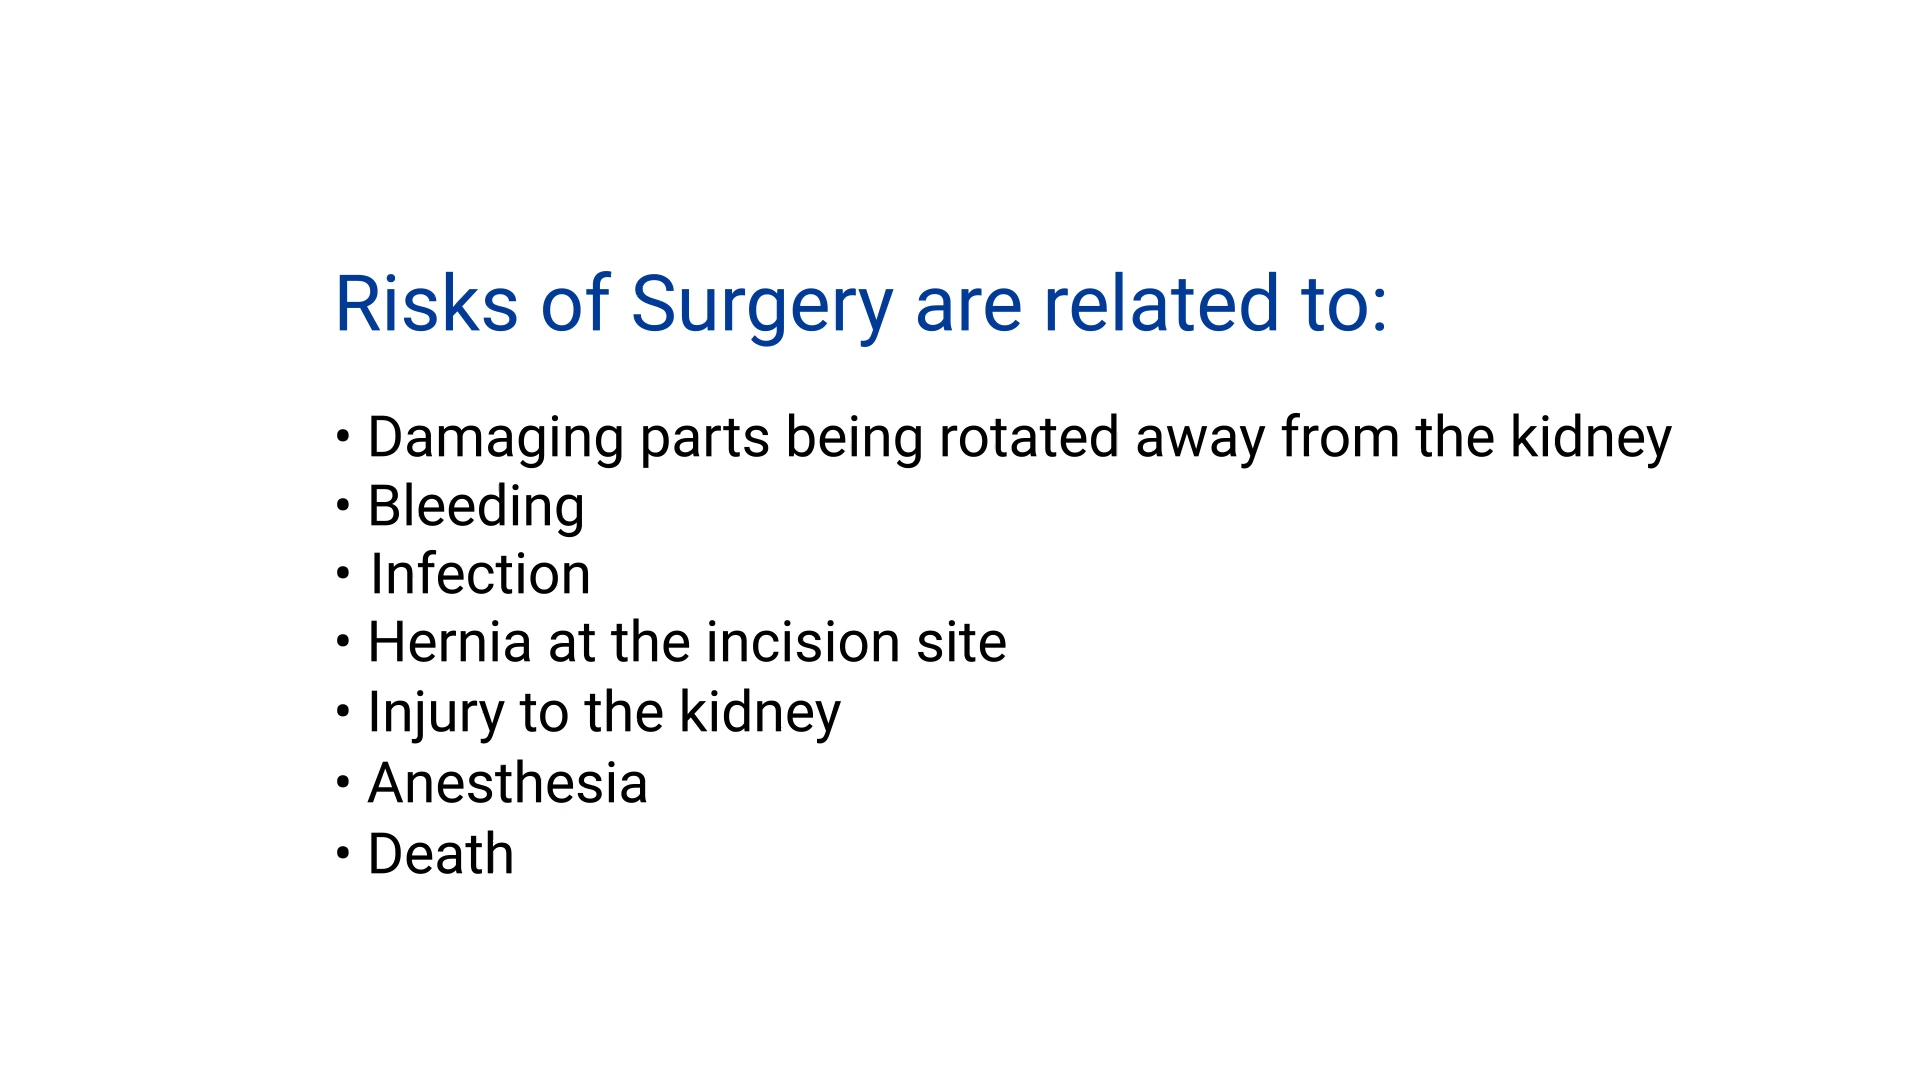 Risks of Surgery are related to:
• Damaging parts being rotated away from the kidney
• Bleeding
• Infection
• Hernia at the incision site
• Injury to the kidney
• Anesthesia
• Death